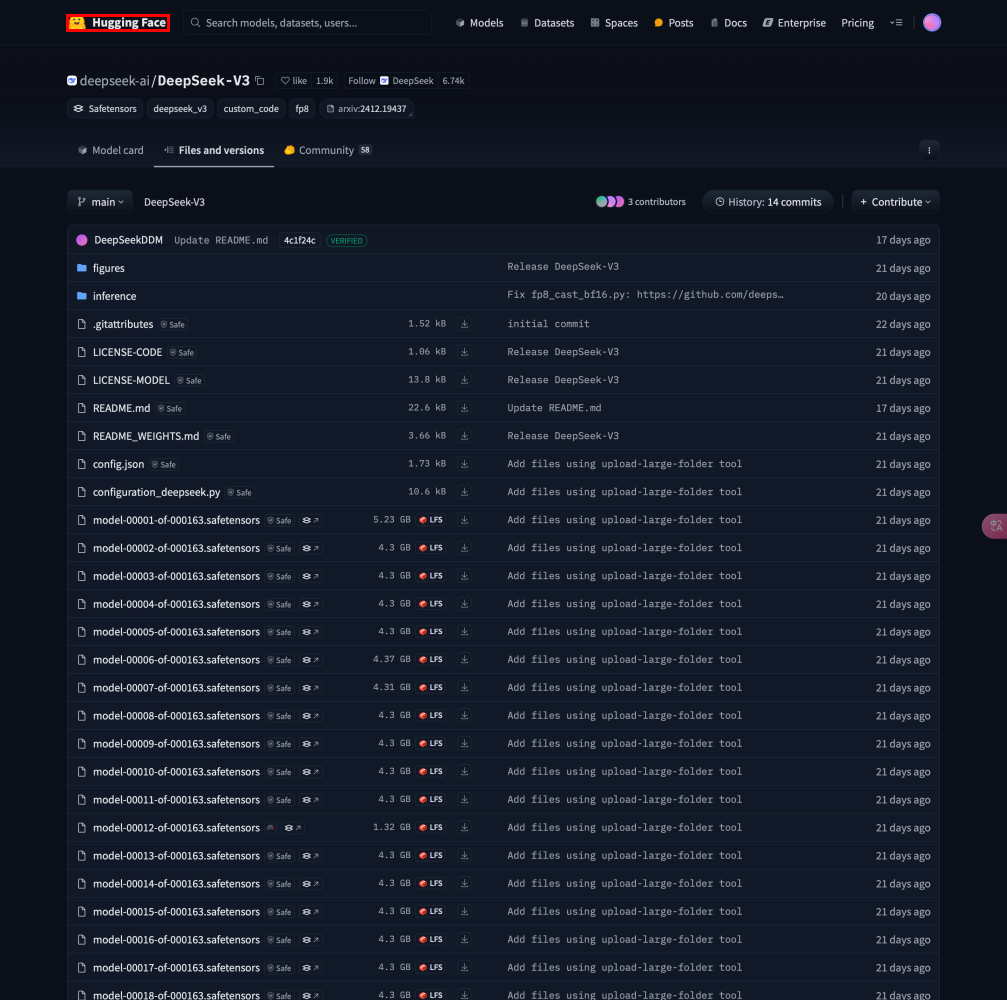 Hugging Face Search models, datasets, users... Models Datasets Spaces Posts Docs Enterprise Pricing
deepseek-ai/DeepSeek-V3 like 1.9k Follow DeepSeek 6.74k
Safetensors deepseek_v3 custom_code fp8 arxiv:2412.19437
Model card Files and versions Community 58
main DeepSeek-V3 3 contributors History: 14 commits + Contribute
DeepSeekDDM Update README.md 4c1f24c VERIFIED 17 days ago
figures Release DeepSeek-V3 21 days ago
inference Fix fp8_cast_bf16.py: https://github.com/deeps… 20 days ago
.gitattributes Safe 1.52 kB initial commit 22 days ago
LICENSE-CODE Safe 1.06 kB Release DeepSeek-V3 21 days ago
LICENSE-MODEL Safe 13.8 kB Release DeepSeek-V3 21 days ago
README.md Safe 22.6 kB Update README.md 17 days ago
README_WEIGHTS.md Safe 3.66 kB Release DeepSeek-V3 21 days ago
config.json Safe 1.73 kB Add files using upload-large-folder tool 21 days ago
configuration_deepseek.py Safe 10.6 kB Add files using upload-large-folder tool 21 days ago
model-00001-of-000163.safetensors Safe 5.23 GB LFS Add files using upload-large-folder tool 21 days ago
model-00002-of-000163.safetensors Safe 4.3 GB LFS Add files using upload-large-folder tool 21 days ago
model-00003-of-000163.safetensors Safe 4.3 GB LFS Add files using upload-large-folder tool 21 days ago
model-00004-of-000163.safetensors Safe 4.3 GB LFS Add files using upload-large-folder tool 21 days ago
model-00005-of-000163.safetensors Safe 4.3 GB LFS Add files using upload-large-folder tool 21 days ago
model-00006-of-000163.safetensors Safe 4.37 GB LFS Add files using upload-large-folder tool 21 days ago
model-00007-of-000163.safetensors Safe 4.31 GB LFS Add files using upload-large-folder tool 21 days ago
model-00008-of-000163.safetensors Safe 4.3 GB LFS Add files using upload-large-folder tool 21 days ago
model-00009-of-000163.safetensors Safe 4.3 GB LFS Add files using upload-large-folder tool 21 days ago
model-00010-of-000163.safetensors Safe 4.3 GB LFS Add files using upload-large-folder tool 21 days ago
model-00011-of-000163.safetensors Safe 4.3 GB LFS Add files using upload-large-folder tool 21 days ago
model-00012-of-000163.safetensors 1.32 GB LFS Add files using upload-large-folder tool 21 days ago
model-00013-of-000163.safetensors Safe 4.3 GB LFS Add files using upload-large-folder tool 21 days ago
model-00014-of-000163.safetensors Safe 4.3 GB LFS Add files using upload-large-folder tool 21 days ago
model-00015-of-000163.safetensors Safe 4.3 GB LFS Add files using upload-large-folder tool 21 days ago
model-00016-of-000163.safetensors Safe 4.3 GB LFS Add files using upload-large-folder tool 21 days ago
model-00017-of-000163.safetensors Safe 4.3 GB LFS Add files using upload-large-folder tool 21 days ago
model-00018-of-000163.safetensors Safe 4.3 GB LFS Add files using upload-large-folder tool 21 days ago